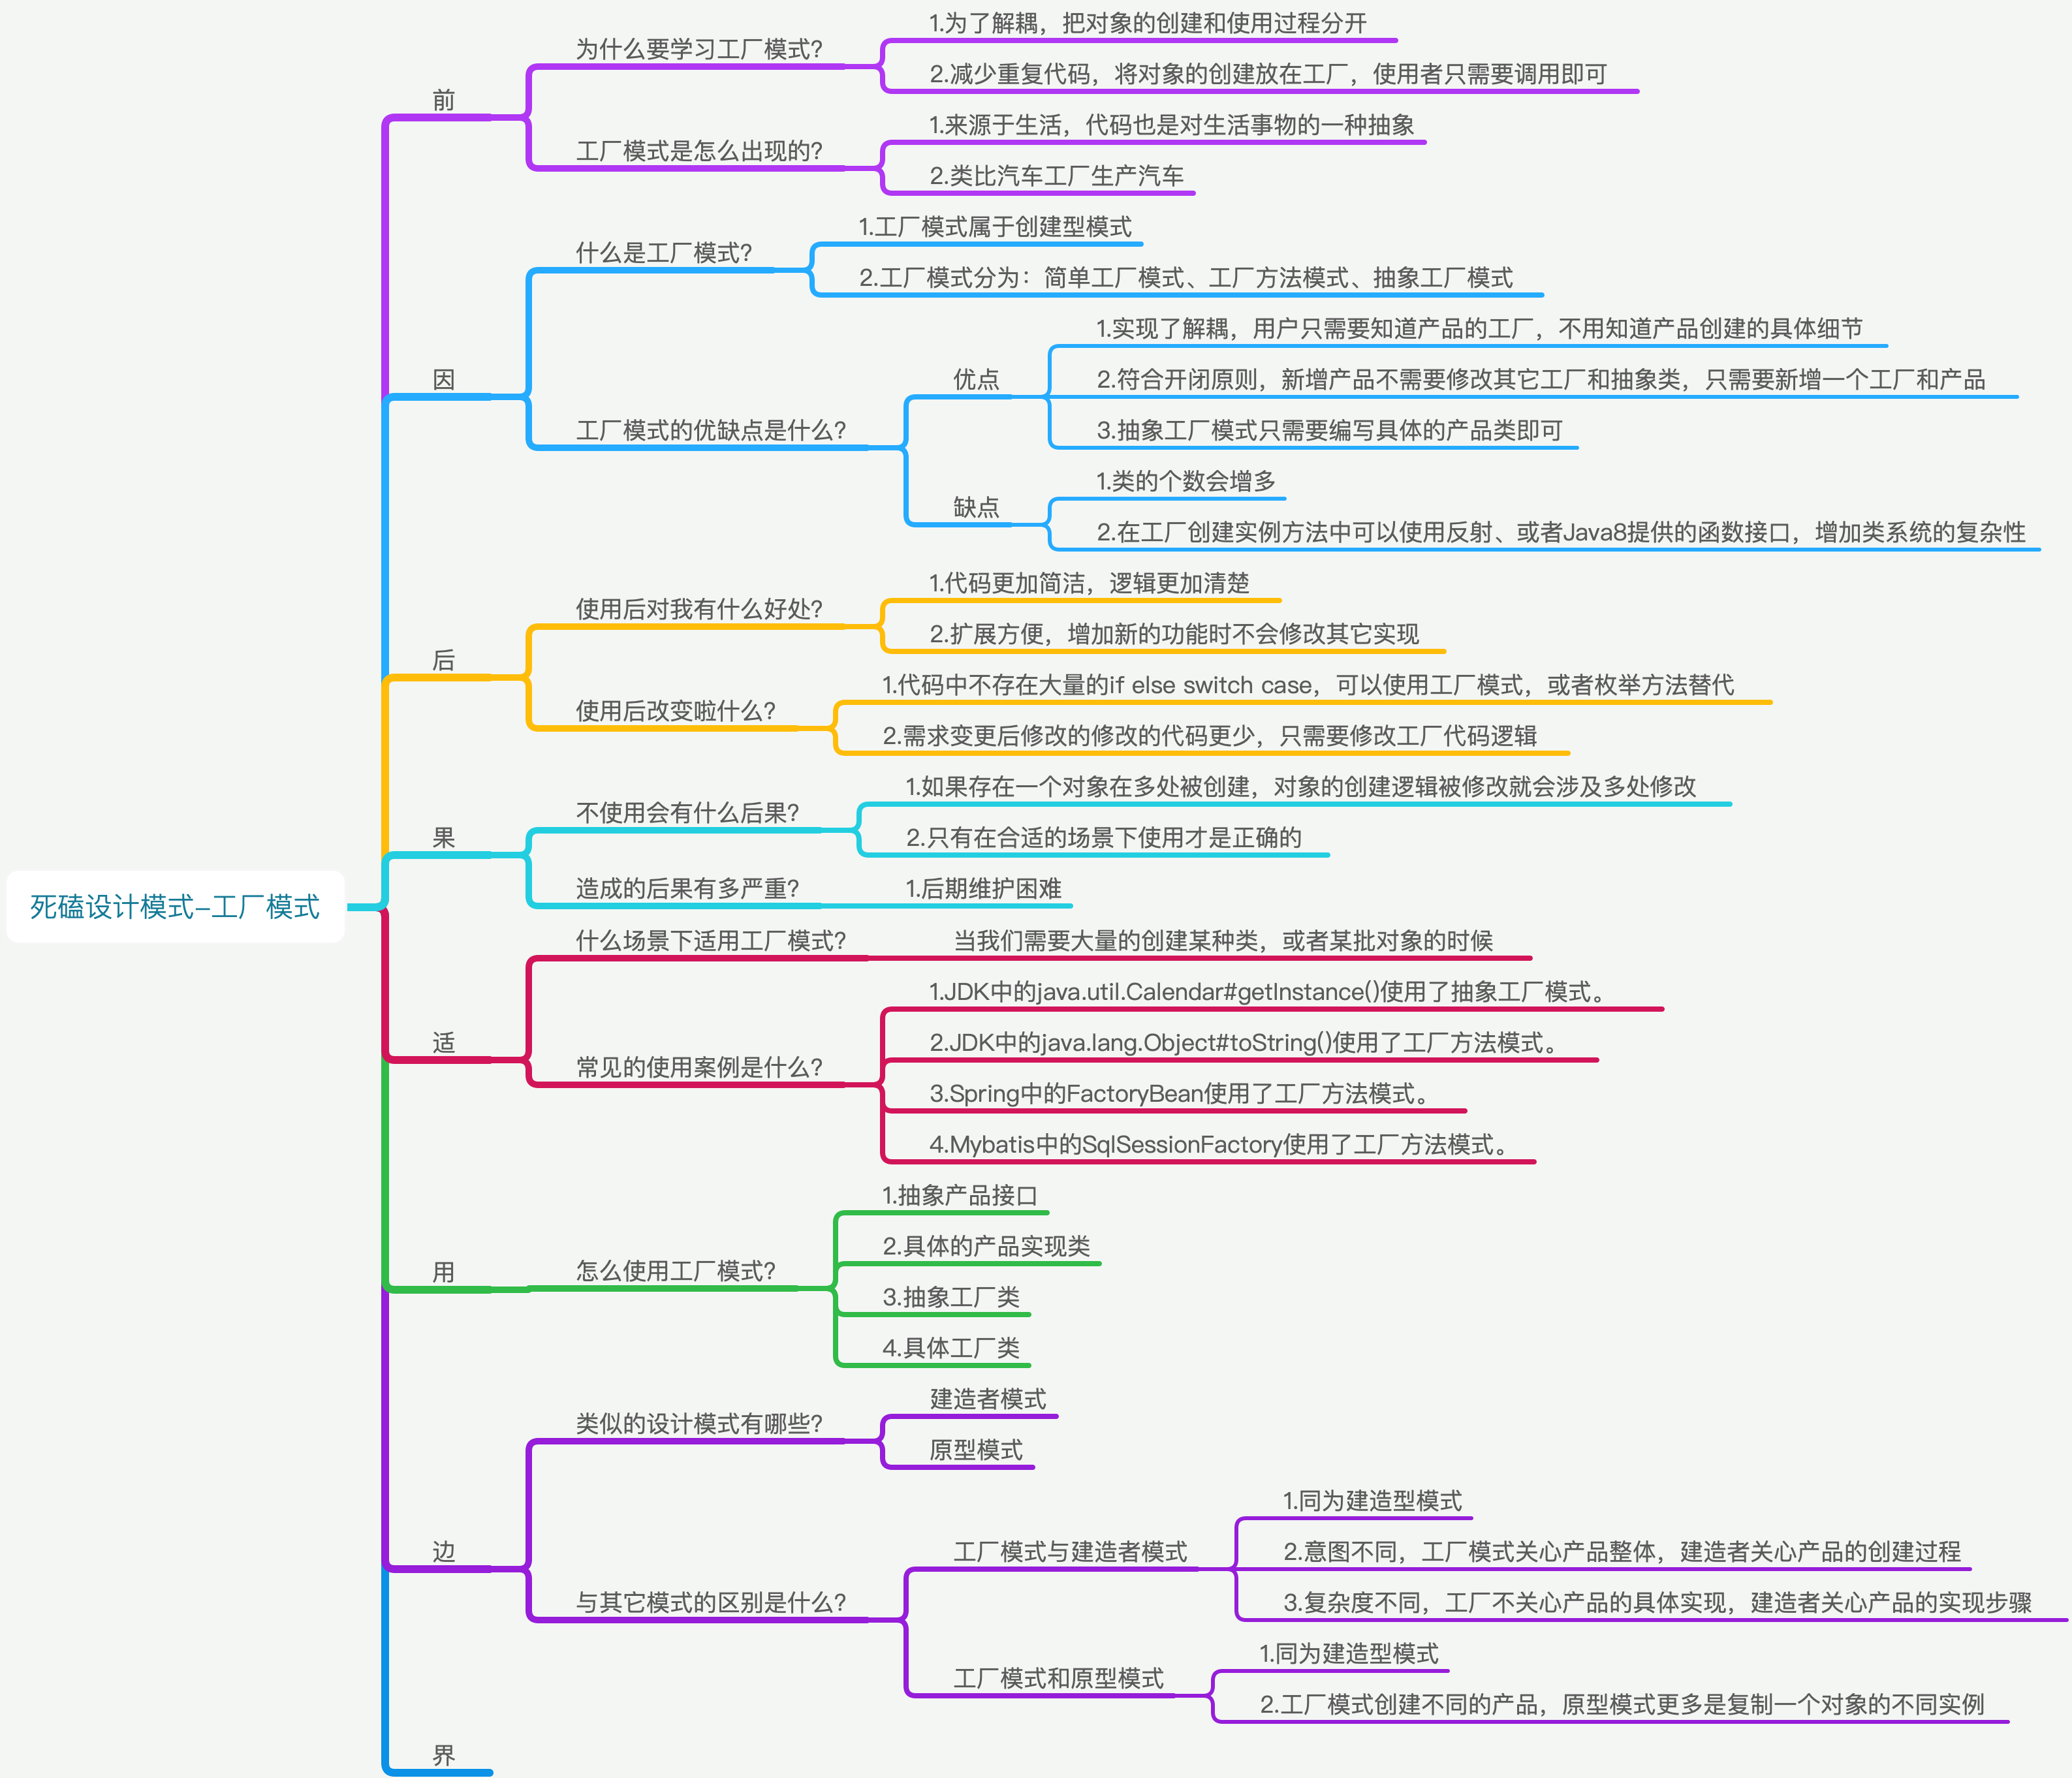 死磕设计模式–工厂模式
前
为什么要学习工厂模式?
1.为了解耦，把对象的创建和使用过程分开
2.减少重复代码，将对象的创建放在工厂，使用者只需要调用即可
工厂模式是怎么出现的?
1.来源于生活，代码也是对生活事物的一种抽象
2.类比汽车工厂生产汽车
因
什么是工厂模式?
1.工厂模式属于创建型模式
2.工厂模式分为：简单工厂模式、工厂方法模式、抽象工厂模式
工厂模式的优缺点是什么?
优点
1.实现了解耦，用户只需要知道产品的工厂，不用知道产品创建的具体细节
2.符合开闭原则，新增产品不需要修改其它工厂和抽象类，只需要新增一个工厂和产品
3.抽象工厂模式只需要编写具体的产品类即可
缺点
1.类的个数会增多
2.在工厂创建实例方法中可以使用反射、或者Java8提供的函数接口，增加类系统的复杂性
后
使用后对我有什么好处?
1.代码更加简洁，逻辑更加清楚
2.扩展方便，增加新的功能时不会修改其它实现
使用后改变啦什么?
1.代码中不存在大量的if else switch case，可以使用工厂模式，或者枚举方法替代
2.需求变更后修改的修改的代码更少，只需要修改工厂代码逻辑
果
不使用会有什么后果?
1.如果存在一个对象在多处被创建，对象的创建逻辑被修改就会涉及多处修改
2.只有在合适的场景下使用才是正确的
造成的后果有多严重?
1.后期维护困难
适
什么场景下适用工厂模式?
当我们需要大量的创建某种类，或者某批对象的时候
常见的使用案例是什么?
1.JDK中的java.util.Calendar#getInstance()使用了抽象工厂模式。
2.JDK中的java.lang.Object#toString()使用了工厂方法模式。
3.Spring中的FactoryBean使用了工厂方法模式。
4.Mybatis中的SqlSessionFactory使用了工厂方法模式。
用
怎么使用工厂模式?
1.抽象产品接口
2.具体的产品实现类
3.抽象工厂类
4.具体工厂类
边
类似的设计模式有哪些?
建造者模式
原型模式
与其它模式的区别是什么?
工厂模式与建造者模式
1.同为建造型模式
2.意图不同，工厂模式关心产品整体，建造者关心产品的创建过程
3.复杂度不同，工厂不关心产品的具体实现，建造者关心产品的实现步骤
工厂模式和原型模式
1.同为建造型模式
2.工厂模式创建不同的产品，原型模式更多是复制一个对象的不同实例
界